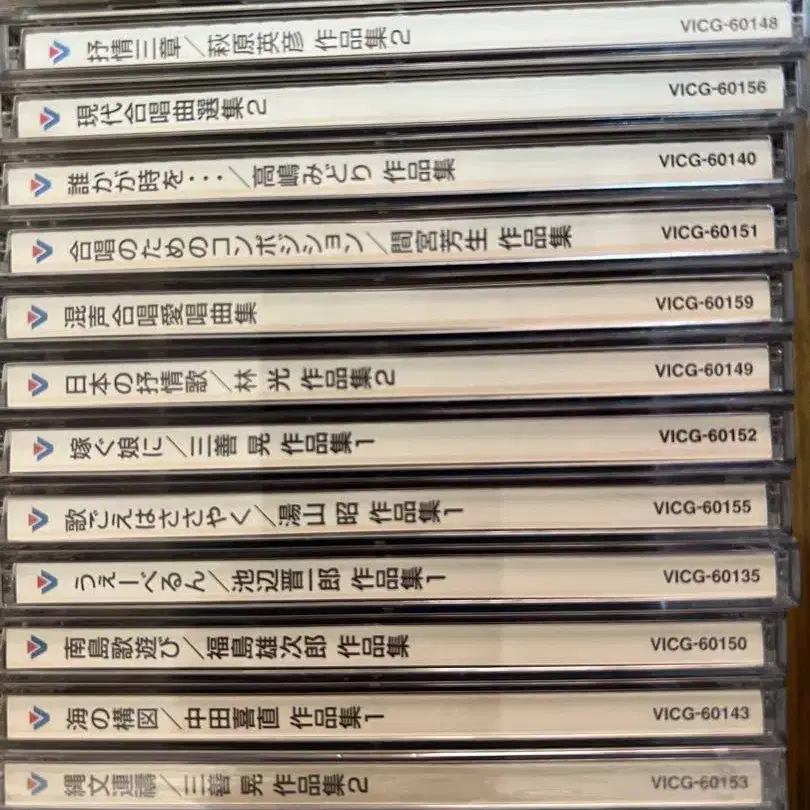 抒情三章/萩原英彦 作品集2 VICG-60148
現代合唱曲選集2 VICG-60156
誰かが時を・・・/高嶋みどり 作品集 VICG-60140
合唱のためのコンポジション/間宮芳生 作品集 VICG-60151
混声合唱愛唱曲集 VICG-60159
日本の抒情歌/林 光 作品集2 VICG-60149
嫁ぐ娘に/三善 晃 作品集1 VICG-60152
歌ごえはささやく/湯山 昭 作品集1 VICG-60155
うぇーべるん/池辺晋一郎 作品集1 VICG-60135
南島歌遊び/福島雄次郎 作品集 VICG-60150
海の構図/中田喜直 作品集1 VICG-60143
縄文連祷/三善 晃 作品集2 VICG-60153